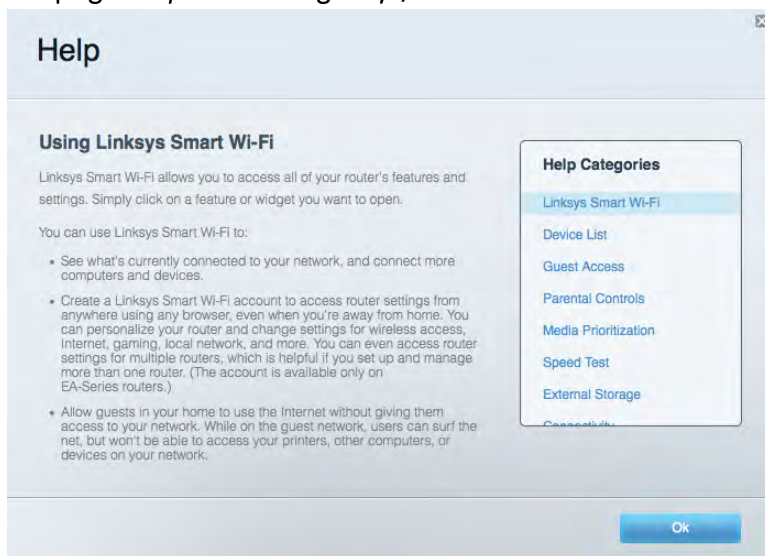 Help
Using Linksys Smart Wi-Fi
Linksys Smart Wi-Fi allows you to access all of your router's features and
settings. Simply click on a feature or widget you want to open.
You can use Linksys Smart Wi-Fi to:
• See what's currently connected to your network, and connect more
computers and devices.
• Create a Linksys Smart Wi-Fi account to access router settings from
anywhere using any browser, even when you're away from home. You
can personalize your router and change settings for wireless access,
Internet, gaming, local network, and more. You can even access router
settings for multiple routers, which is helpful if you set up and manage
more than one router. (The account is available only on
EA-Series routers.)
• Allow guests in your home to use the Internet without giving them
access to your network. While on the guest network, users can surf the
net, but won't be able to access your printers, other computers, or
devices on your network.
Help Categories
Linksys Smart Wi-Fi
Device List
Guest Access
Parental Controls
Media Prioritization
Speed Test
External Storage
Connectivity
Ok